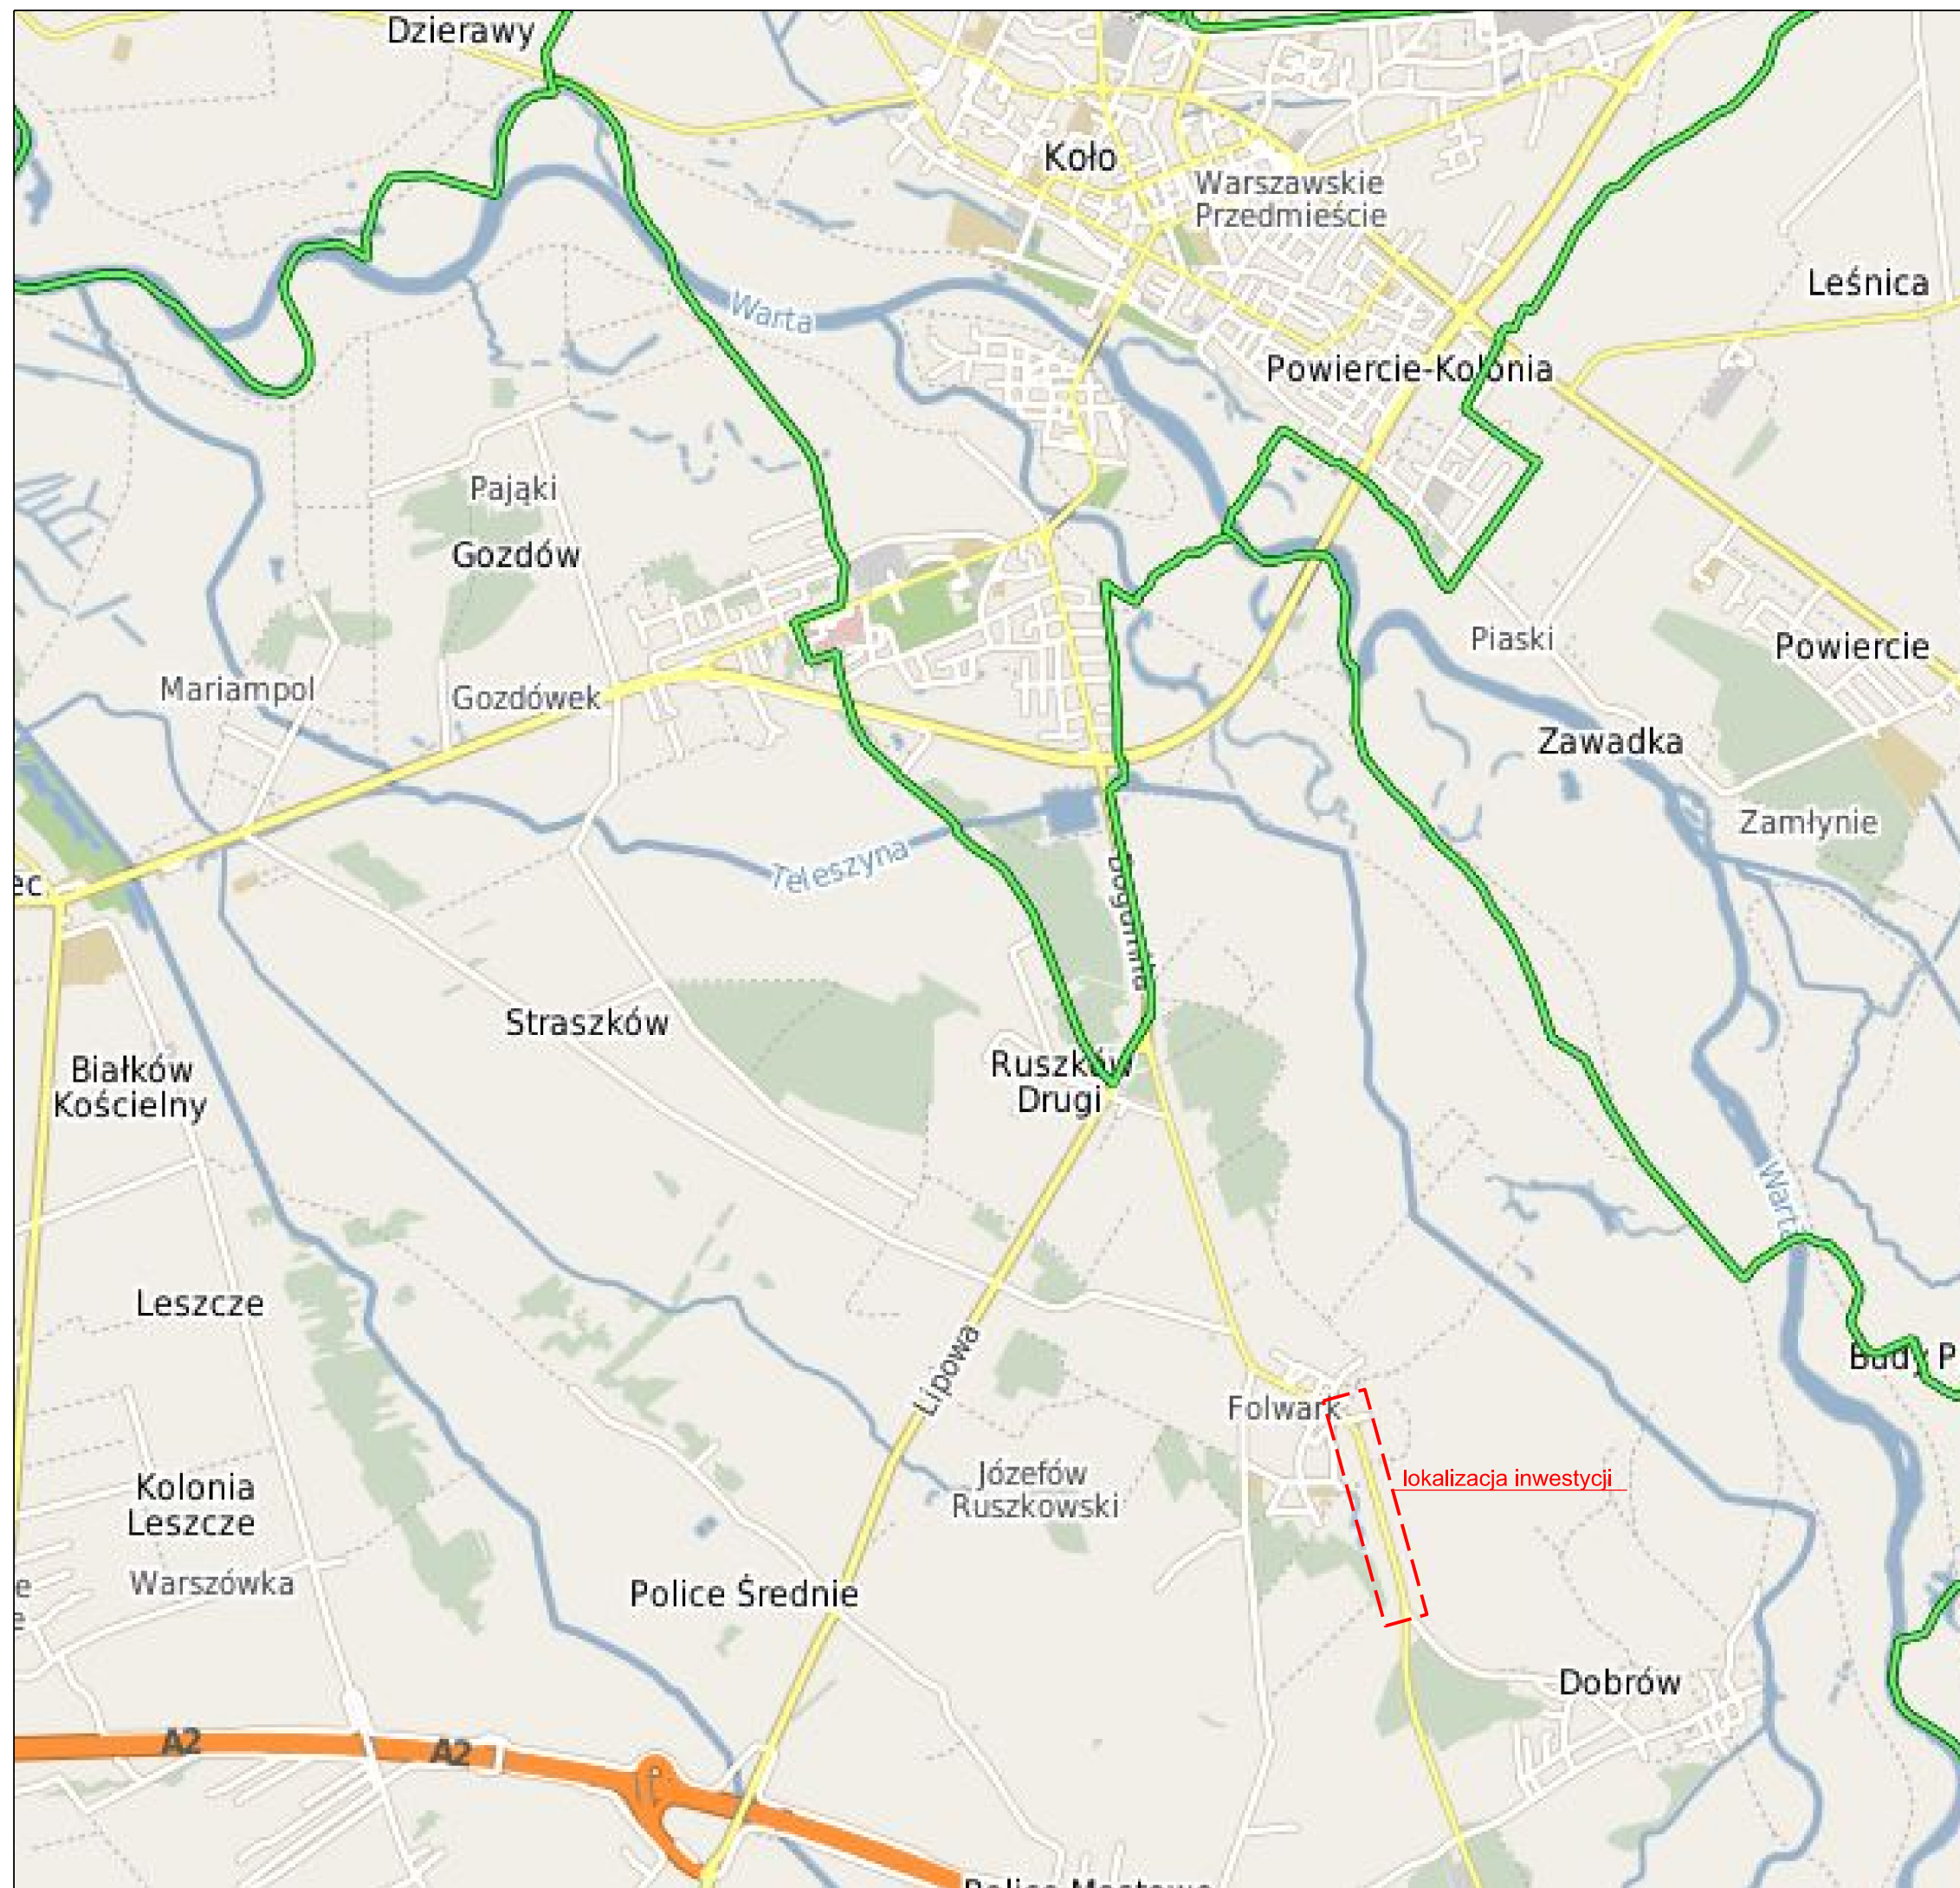 Dzierawy
Koło
Warszawskie
Przedmieście
Leśnica
Warta
Powiercie-Kolonia
Pająki
Gozdów
Piaski
Powiercie
Mariampol
Gozdówek
Zawadka
Zamłynie
ec
Teleszyna
Straszków
Ruszków
Drugi
Białków
Kościelny
Warta
Leszcze
Lipowa
Budy P
Folwark
lokalizacja inwestycji
Józefów
Ruszkowski
Kolonia
Leszcze
Warszówka
e
Police Średnie
Dobrów
A2
A2